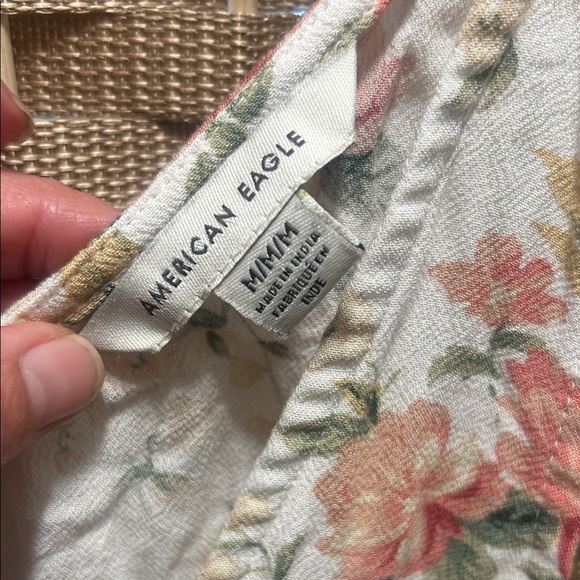 AMERICAN EAGLE
M/M/M
MADE IN INDIA
FABRIQUÉ EN
INDE